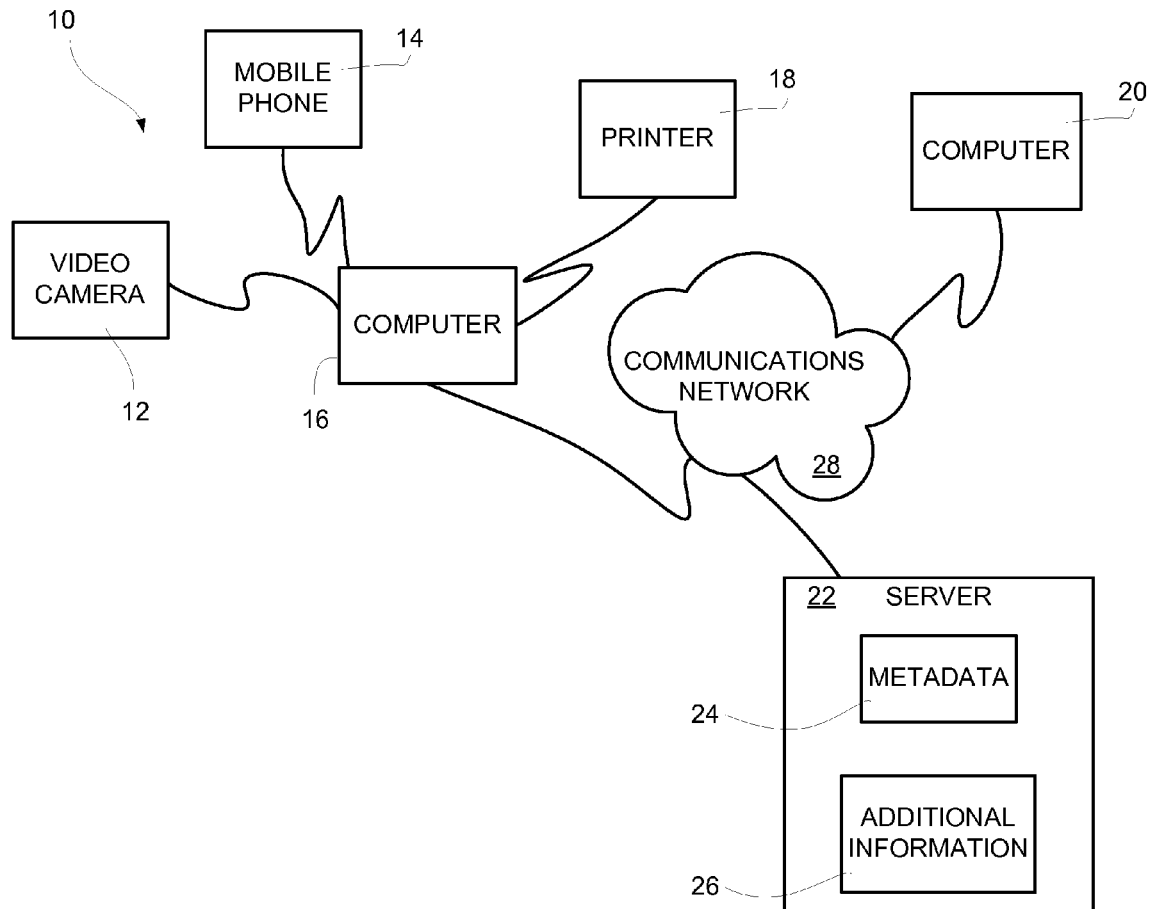 10
MOBILE
PHONE
14
PRINTER
18
COMPUTER
20
VIDEO
CAMERA
12
COMPUTER
16
COMMUNICATIONS
NETWORK
28
22 SERVER
METADATA
24
ADDITIONAL
INFORMATION
26